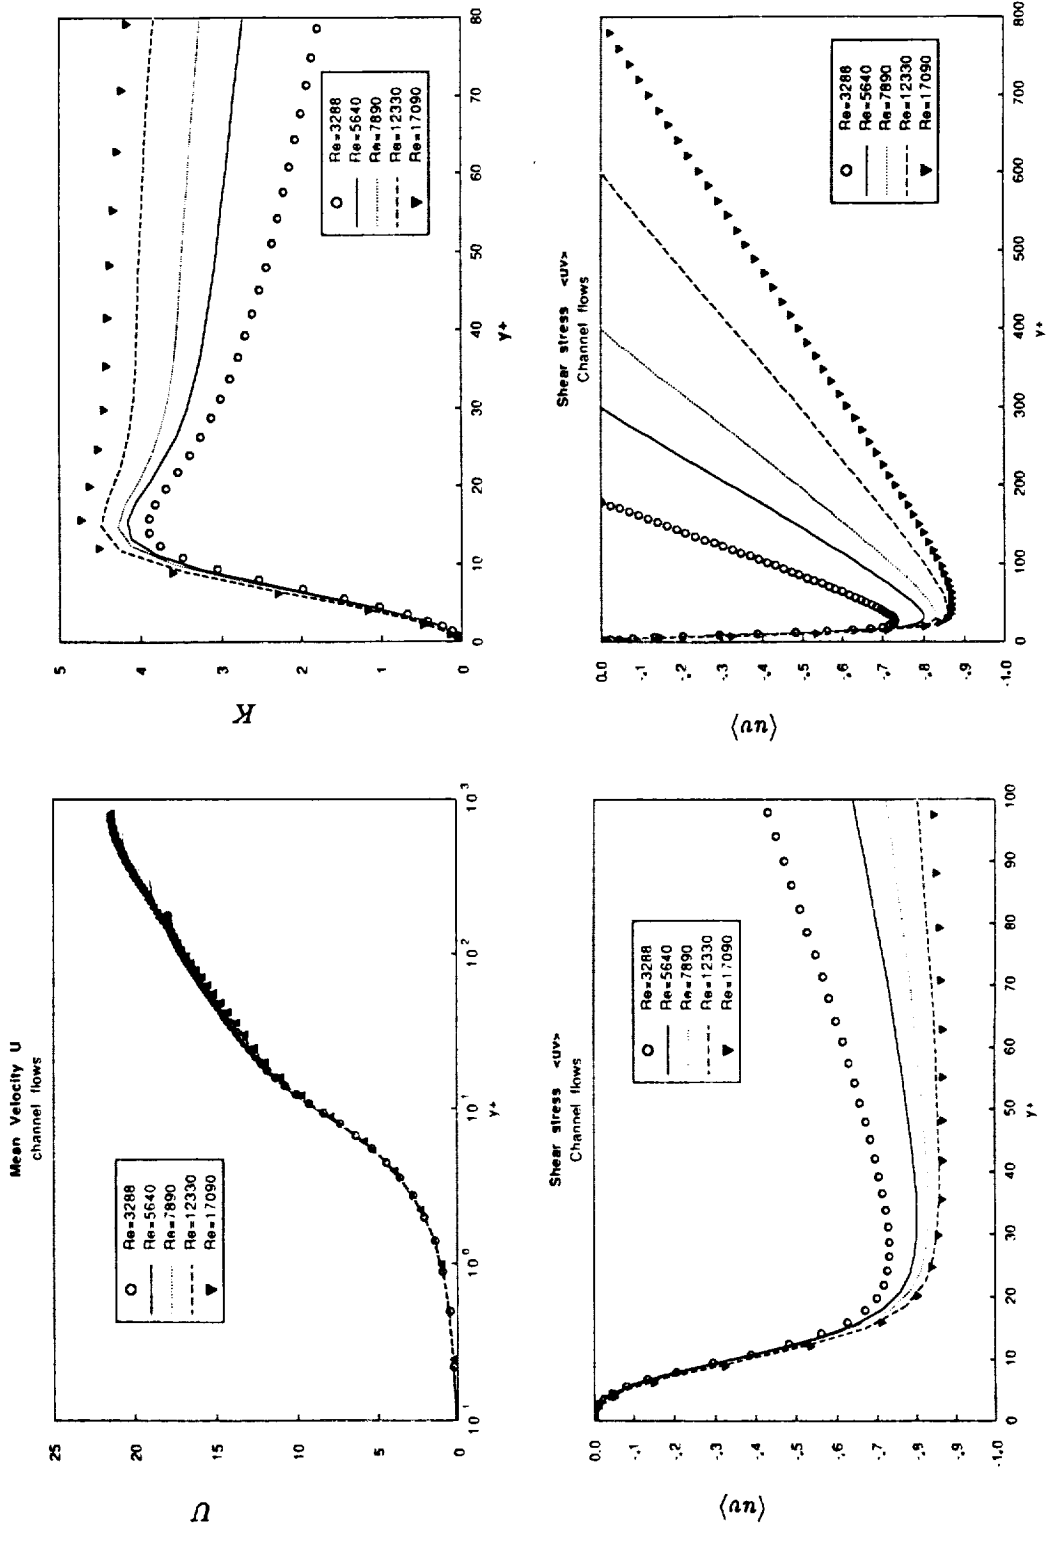 Mean Velocity U
channel flows
25
20
15
10
5
0
U
Re=3288
Re=5640
Re=7890
Re=12330
Re=17090
10⁰ 10¹ 10² 10³
y+
5
4
3
2
1
0
K
Re=3288
Re=5640
Re=7890
Re=12330
Re=17090
0 10 20 30 40 50 60 70 80
y+
Shear stress <uv>
Channel flows
0.0
-.1
-.2
-.3
-.4
-.5
-.6
-.7
-.8
-.9
-1.0
⟨uv⟩
Re=3288
Re=5640
Re=7890
Re=12330
Re=17090
0 10 20 30 40 50 60 70 80 90 100
y+
Shear stress <uv>
Channel flows
0.0
-.1
-.2
-.3
-.4
-.5
-.6
-.7
-.8
-.9
-1.0
⟨uv⟩
Re=3288
Re=5640
Re=7890
Re=12330
Re=17090
0 100 200 300 400 500 600 700 800
y+